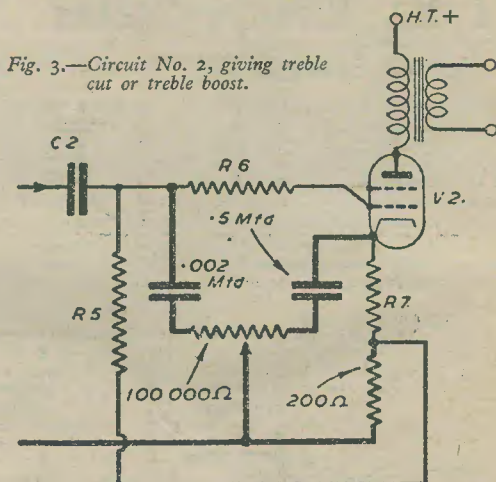 H.T.+
Fig. 3.—Circuit No. 2, giving treble
cut or treble boost.
C2
R6
V2.
.5 Mfd
.002
Mfd
R5
R7.
100 000Ω
200Ω